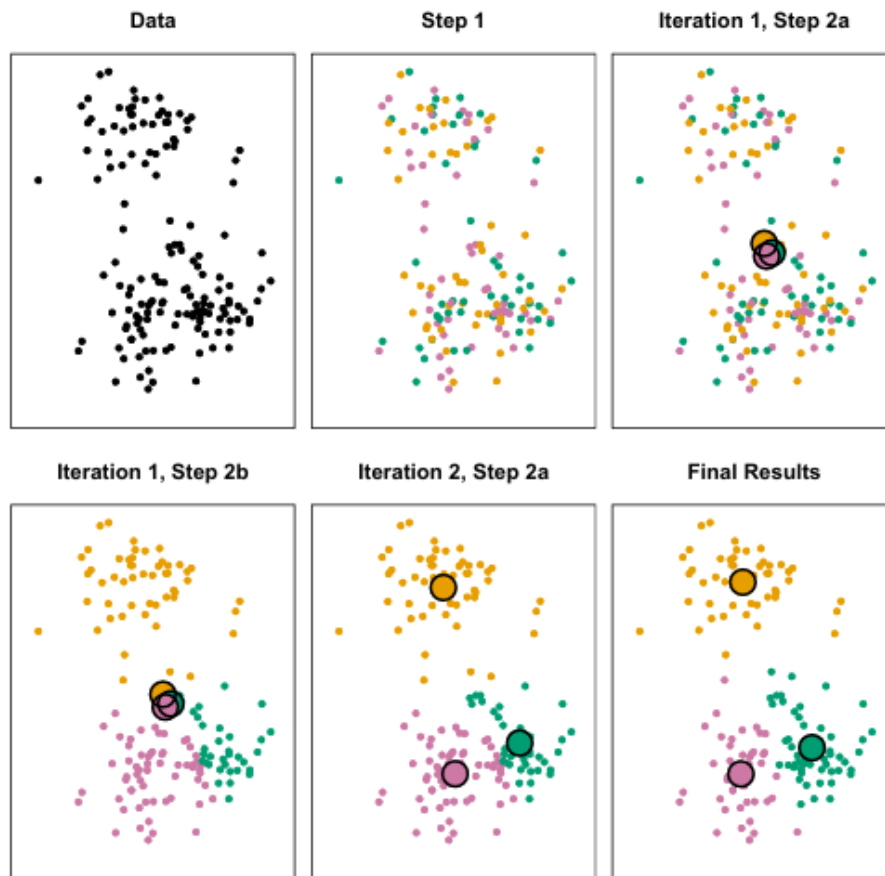 Data
Step 1
Iteration 1, Step 2a
Iteration 1, Step 2b
Iteration 2, Step 2a
Final Results